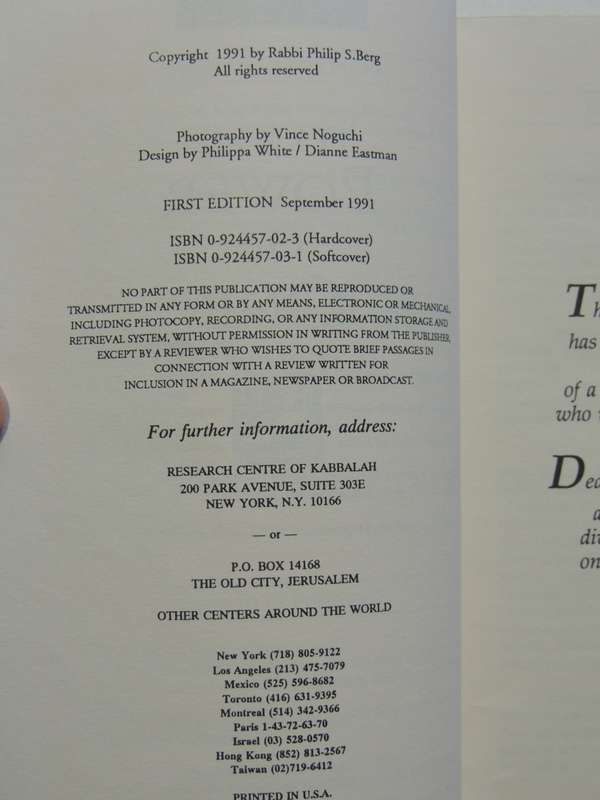 Copyright 1991 by Rabbi Philip S.Berg
All rights reserved
Photography by Vince Noguchi
Design by Philippa White / Dianne Eastman
FIRST EDITION September 1991
ISBN 0-924457-02-3 (Hardcover)
ISBN 0-924457-03-1 (Softcover)
NO PART OF THIS PUBLICATION MAY BE REPRODUCED OR
TRANSMITTED IN ANY FORM OR BY ANY MEANS, ELECTRONIC OR MECHANICAL,
INCLUDING PHOTOCOPY, RECORDING, OR ANY INFORMATION STORAGE AND
RETRIEVAL SYSTEM, WITHOUT PERMISSION IN WRITING FROM THE PUBLISHER,
EXCEPT BY A REVIEWER WHO WISHES TO QUOTE BRIEF PASSAGES IN
CONNECTION WITH A REVIEW WRITTEN FOR
INCLUSION IN A MAGAZINE, NEWSPAPER OR BROADCAST.
For further information, address:
RESEARCH CENTRE OF KABBALAH
200 PARK AVENUE, SUITE 303E
NEW YORK, N.Y. 10166
— or —
P.O. BOX 14168
THE OLD CITY, JERUSALEM
OTHER CENTERS AROUND THE WORLD
New York (718) 805-9122
Los Angeles (213) 475-7079
Mexico (525) 596-8682
Toronto (416) 631-9395
Montreal (514) 342-9366
Paris 1-43-72-63-70
Israel (03) 528-0570
Hong Kong (852) 813-2567
Taiwan (02)719-6412
PRINTED IN U.S.A.
has
of a
who
on